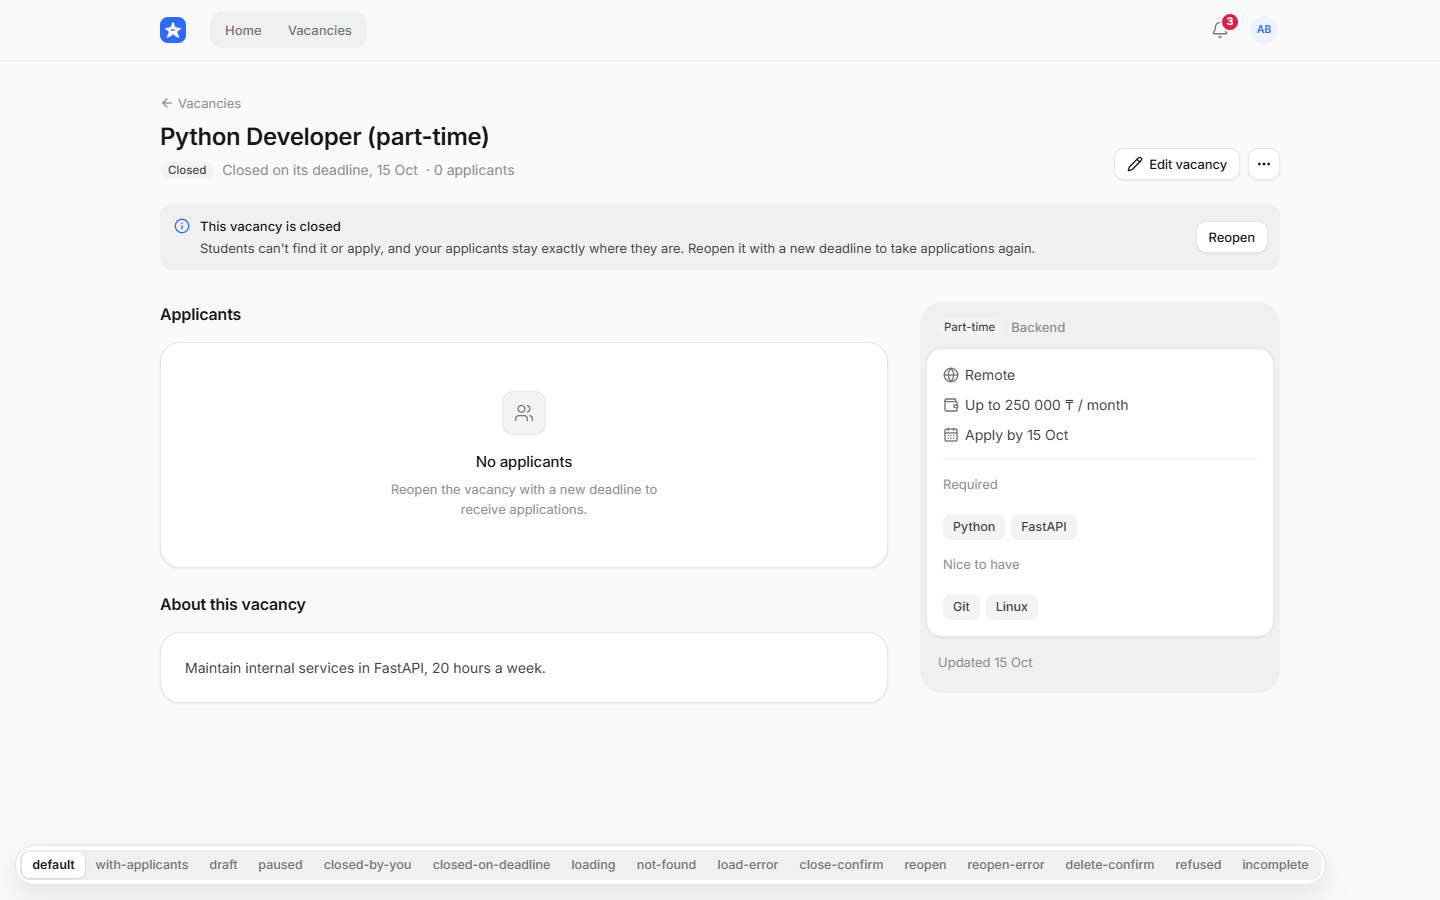 Home Vacancies 3 AB
Vacancies
Python Developer (part-time)
Closed Closed on its deadline, 15 Oct · 0 applicants
Edit vacancy
This vacancy is closed
Students can't find it or apply, and your applicants stay exactly where they are. Reopen it with a new deadline to take applications again.
Reopen
Applicants
No applicants
Reopen the vacancy with a new deadline to
receive applications.
About this vacancy
Maintain internal services in FastAPI, 20 hours a week.
Part-time Backend
Remote
Up to 250 000 ₸ / month
Apply by 15 Oct
Required
Python FastAPI
Nice to have
Git Linux
Updated 15 Oct
default with-applicants draft paused closed-by-you closed-on-deadline loading not-found load-error close-confirm reopen reopen-error delete-confirm refused incomplete